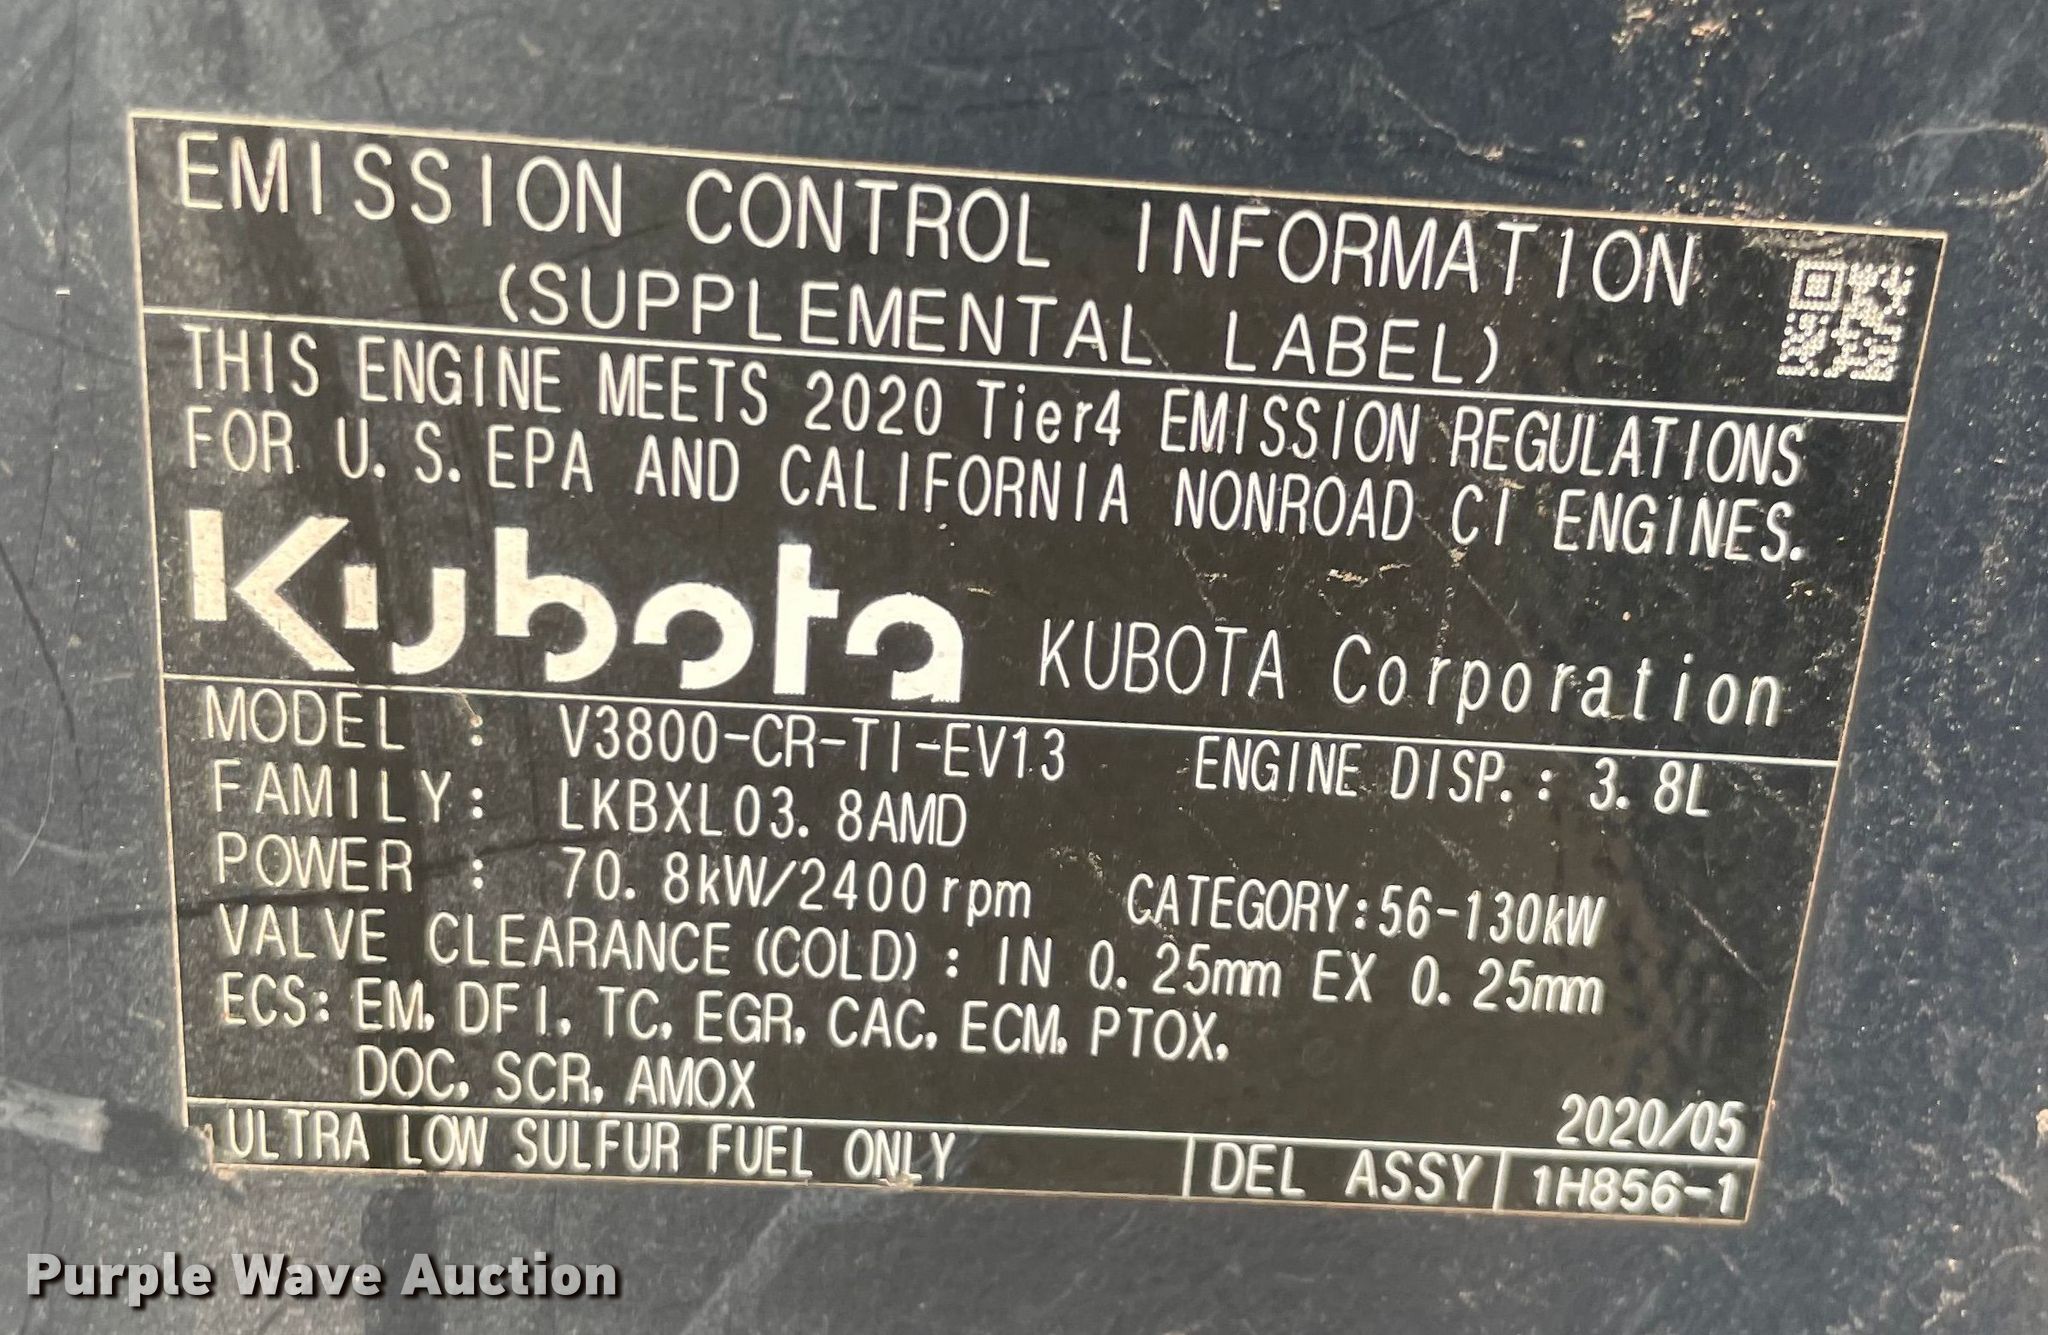 EMISSION CONTROL INFORMATION
(SUPPLEMENTAL LABEL)
THIS ENGINE MEETS 2020 Tier4 EMISSION REGULATIONS
FOR U.S. EPA AND CALIFORNIA NONROAD CI ENGINES.
Kubota KUBOTA Corporation
MODEL : V3800-CR-TI-EV13 ENGINE DISP.: 3.8L
FAMILY: LKBXL03.8AMD
POWER : 70.8kW/2400rpm CATEGORY:56-130kW
VALVE CLEARANCE (COLD): IN 0.25mm EX 0.25mm
ECS: EM, DFI, TC, EGR, CAC, ECM, PTOX,
DOC, SCR, AMOX
2020/05
ULTRA LOW SULFUR FUEL ONLY DEL ASSY 1H856-1
Purple Wave Auction